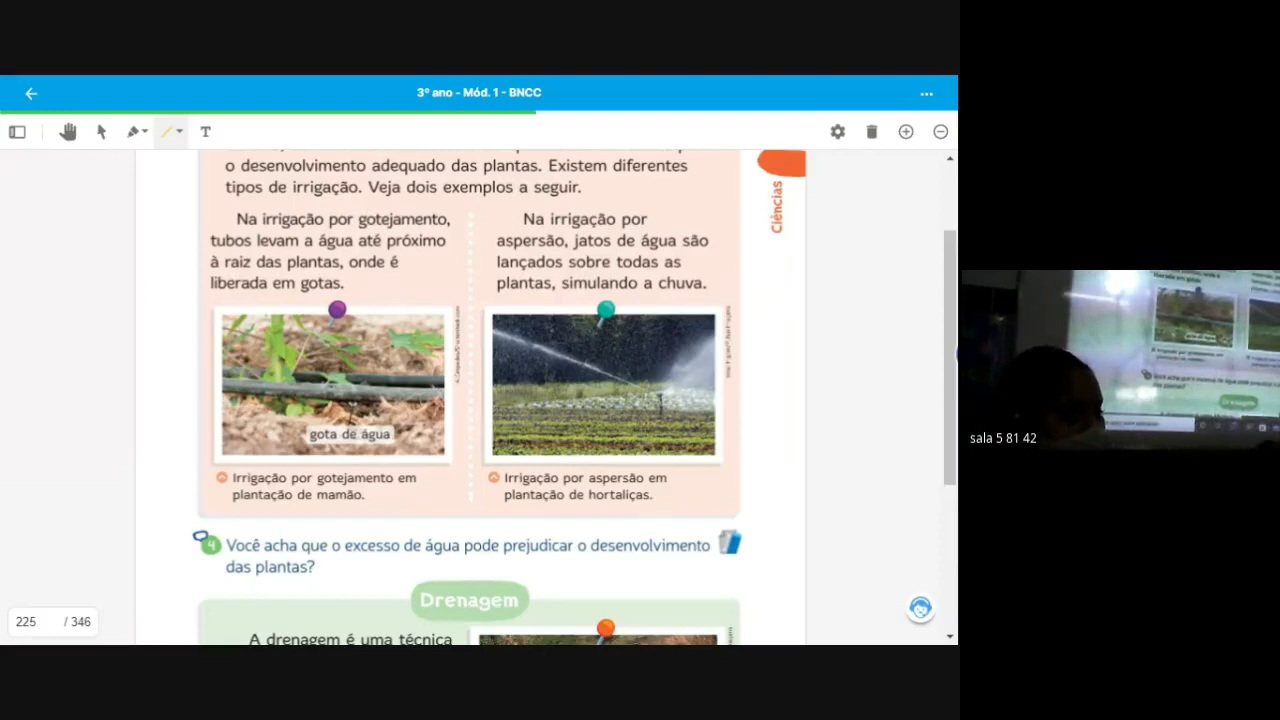 3º ano - Mód. 1 - BNCC
T
o desenvolvimento adequado das plantas. Existem diferentes
tipos de irrigação. Veja dois exemplos a seguir.
Ciências
Na irrigação por gotejamento,
tubos levam a água até próximo
à raiz das plantas, onde é
liberada em gotas.
Na irrigação por
aspersão, jatos de água são
lançados sobre todas as
plantas, simulando a chuva.
gota de água
Irrigação por gotejamento em
plantação de mamão.
Irrigação por aspersão em
plantação de hortaliças.
4 Você acha que o excesso de água pode prejudicar o desenvolvimento
das plantas?
Drenagem
A drenagem é uma técnica
225 / 346
sala 5 81 42
Drenagem